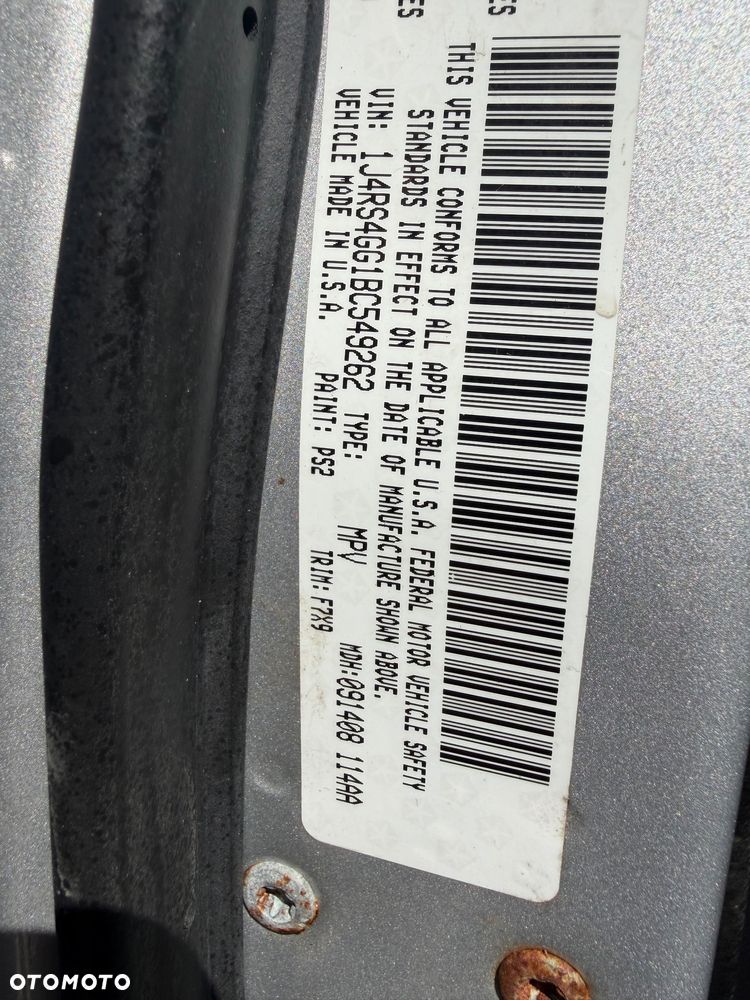 THIS VEHICLE CONFORMS TO ALL APPLICABLE U.S.A. FEDERAL MOTOR VEHICLE SAFETY
STANDARDS IN EFFECT ON THE DATE OF MANUFACTURE SHOWN ABOVE.
VIN: 1J4RS4GG1BC549262 TYPE: MPV MDH:091408 114AA
VEHICLE MADE IN U.S.A. PAINT: PS2 TRIM: F7X9
OTOMOTO